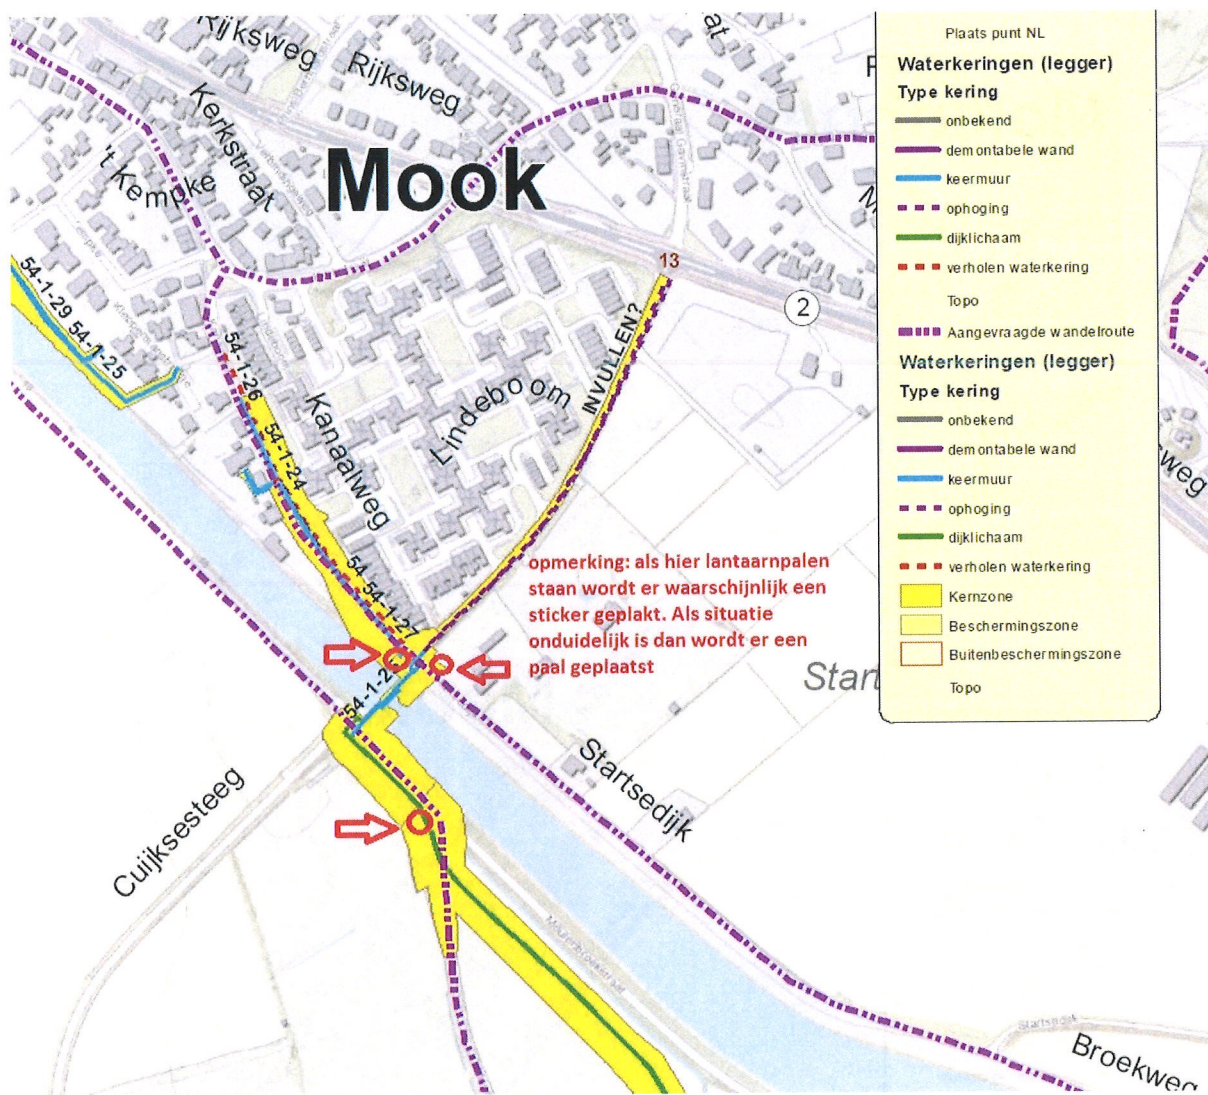 Rijksweg
Rijksweg
Kerkstraat
't Kempke
Mook
13
2
INVULLEN?
54-1-29
54-1-25
54-1-26
54-1-24
Kanaalweg
Lindeboom
54-1-27
opmerking: als hier lantaarnpalen
staan wordt er waarschijnlijk een
sticker geplakt. Als situatie
onduidelijk is dan wordt er een
paal geplaatst
Start
Startsedijk
Cuijksesteeg
Startsedijk
Broekweg
Plaats punt NL
Waterkeringen (legger)
Type kering
onbekend
demontabele wand
keermuur
ophoging
dijklichaam
verholen waterkering
Topo
Aangevraagde wandelroute
Waterkeringen (legger)
Type kering
onbekend
demontabele wand
keermuur
ophoging
dijklichaam
verholen waterkering
Kernzone
Beschermingszone
Buitenbeschermingszone
Topo